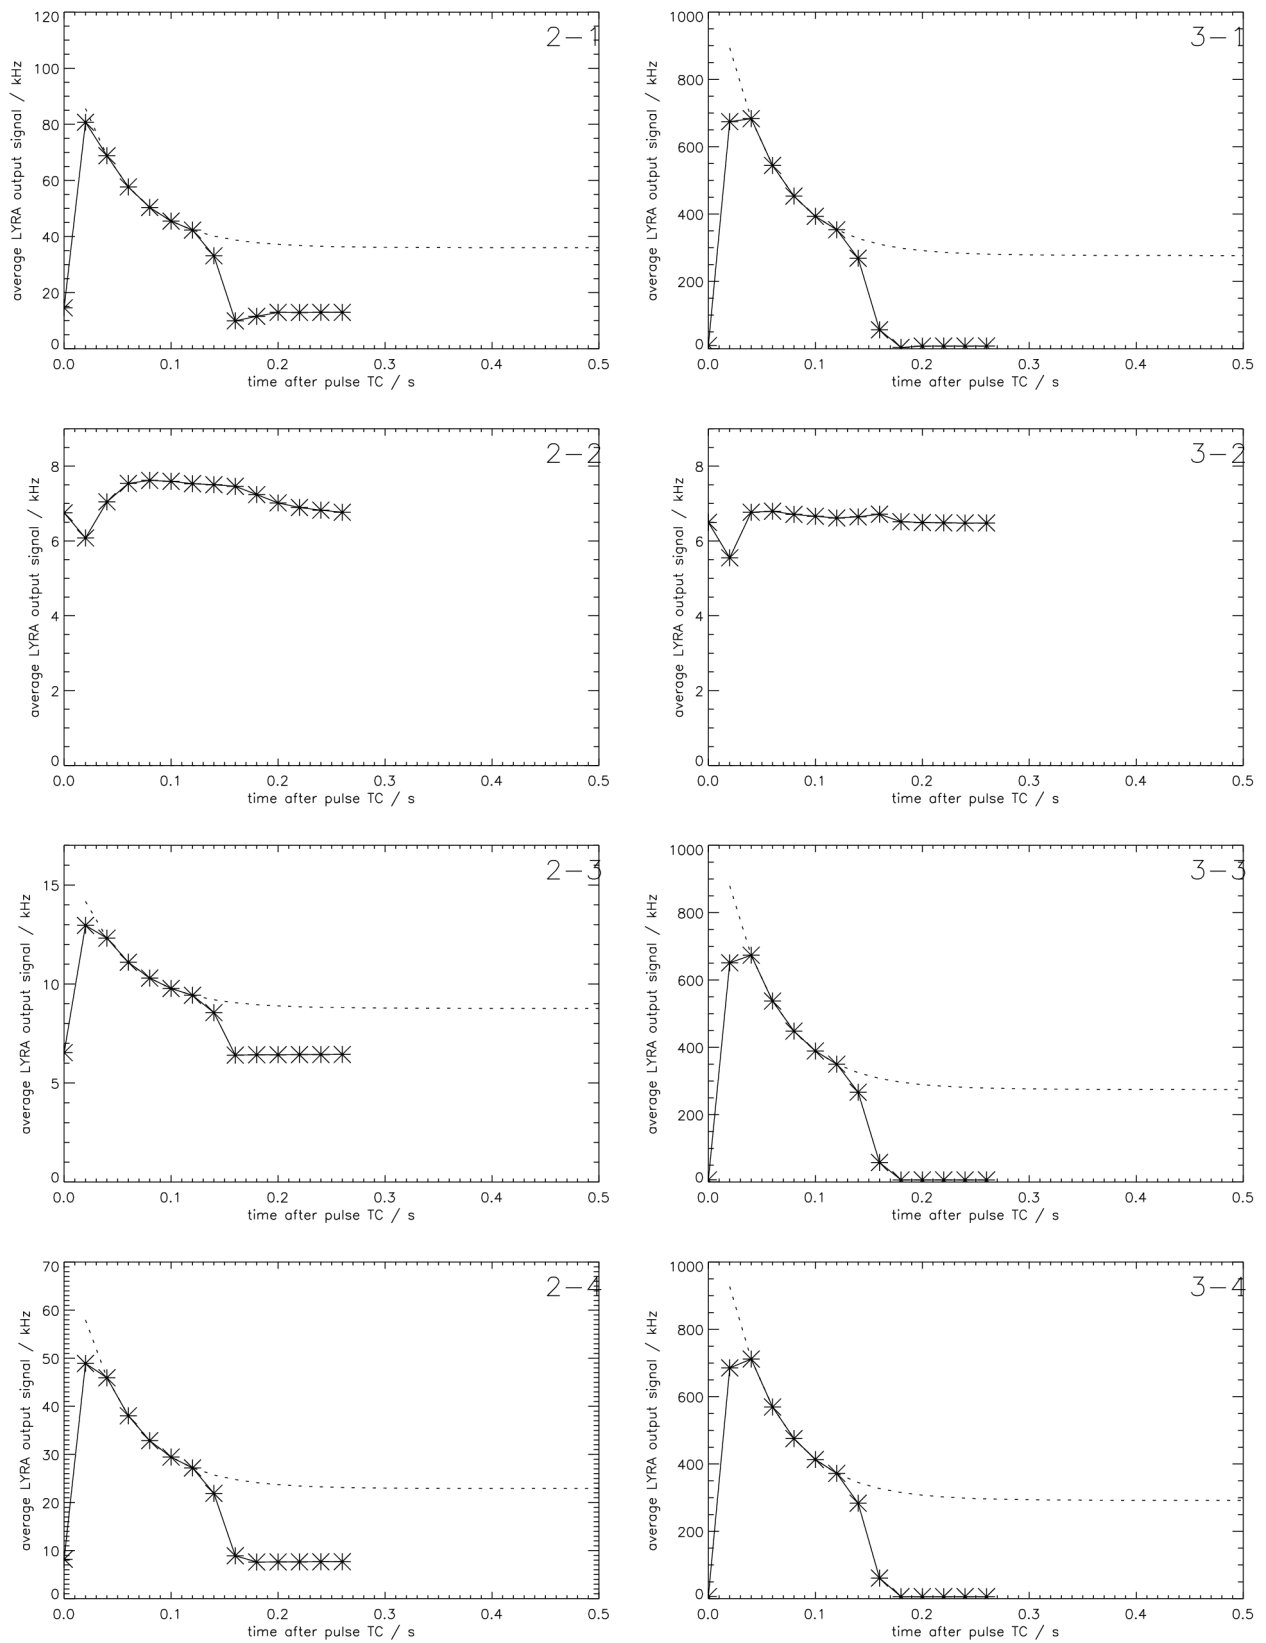 2-1
average LYRA output signal / kHz
120
100
80
60
40
20
0
0.0 0.1 0.2 0.3 0.4 0.5
time after pulse TC / s
3-1
average LYRA output signal / kHz
1000
800
600
400
200
0
0.0 0.1 0.2 0.3 0.4 0.5
time after pulse TC / s
2-2
average LYRA output signal / kHz
8
6
4
2
0
0.0 0.1 0.2 0.3 0.4 0.5
time after pulse TC / s
3-2
average LYRA output signal / kHz
8
6
4
2
0
0.0 0.1 0.2 0.3 0.4 0.5
time after pulse TC / s
2-3
average LYRA output signal / kHz
15
10
5
0
0.0 0.1 0.2 0.3 0.4 0.5
time after pulse TC / s
3-3
average LYRA output signal / kHz
1000
800
600
400
200
0
0.0 0.1 0.2 0.3 0.4 0.5
time after pulse TC / s
2-4
average LYRA output signal / kHz
70
60
50
40
30
20
10
0
0.0 0.1 0.2 0.3 0.4 0.5
time after pulse TC / s
3-4
average LYRA output signal / kHz
1000
800
600
400
200
0
0.0 0.1 0.2 0.3 0.4 0.5
time after pulse TC / s